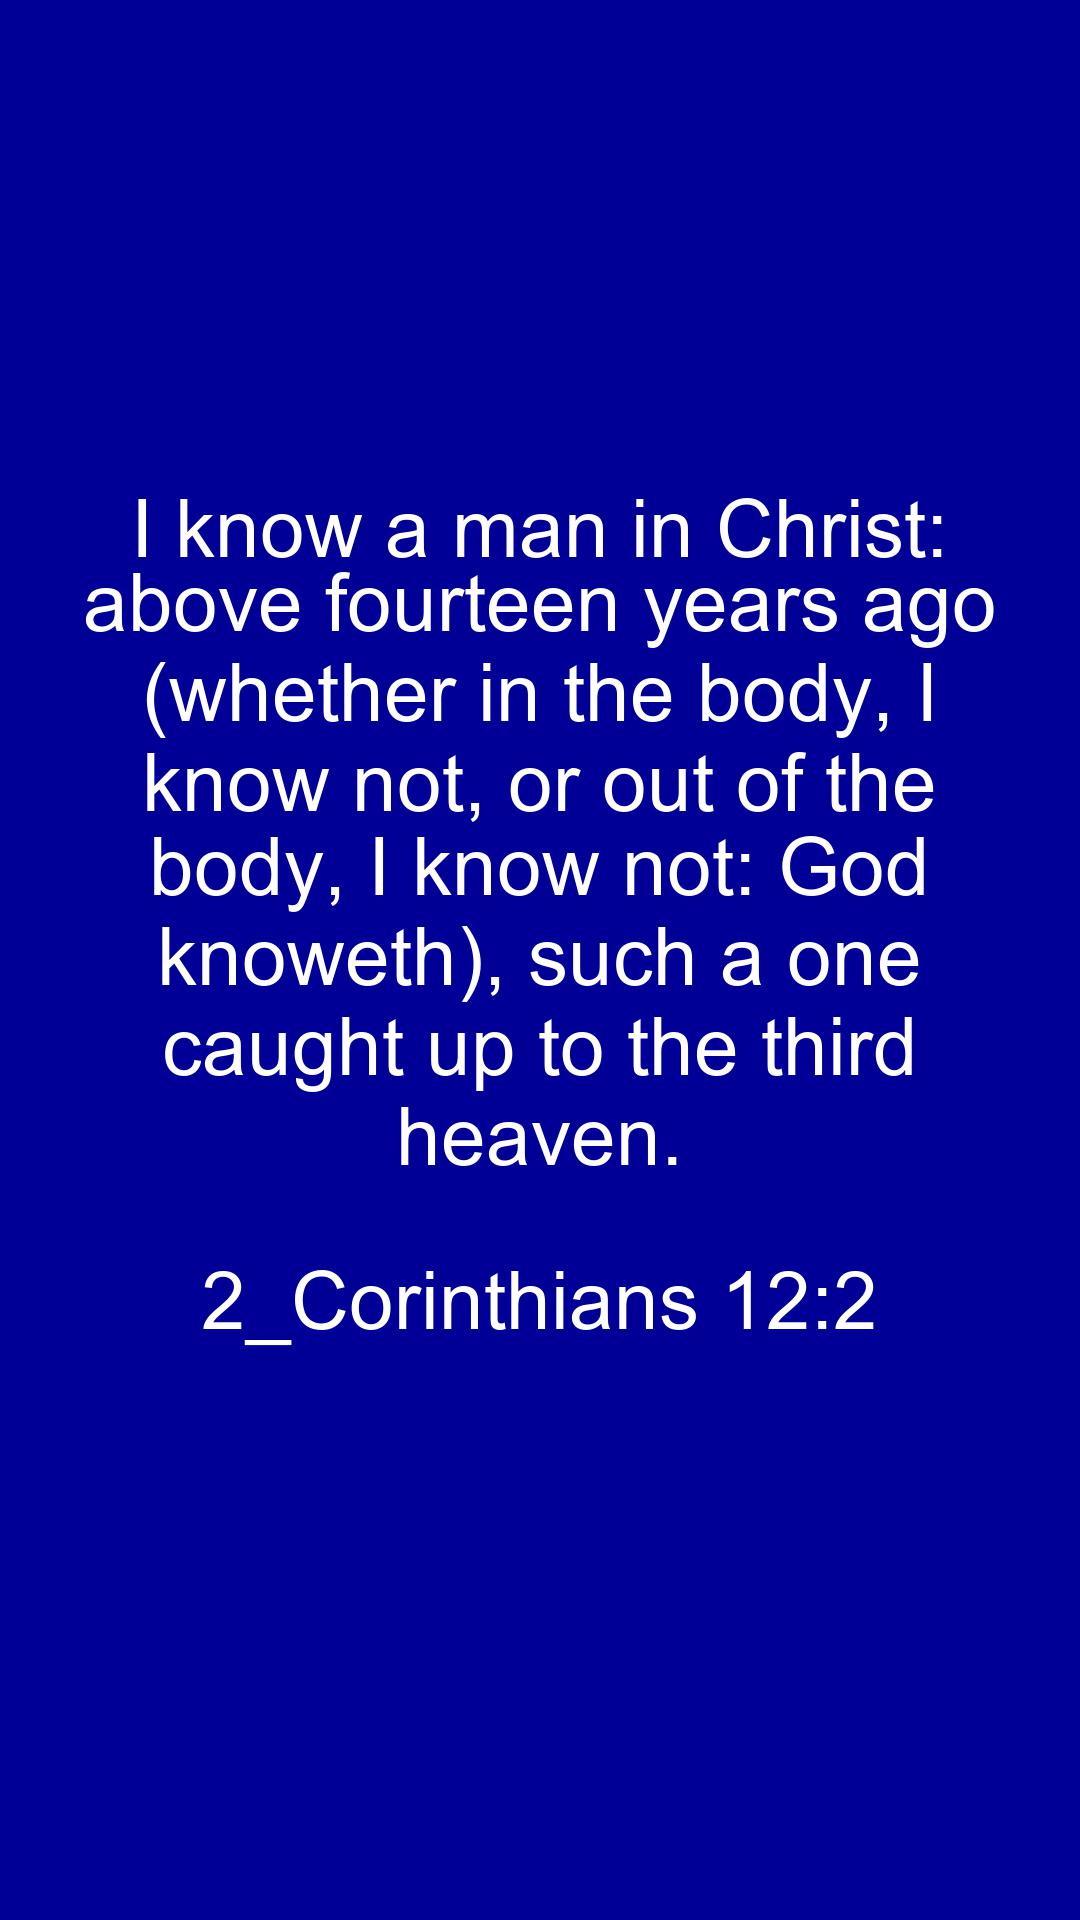 I know a man in Christ:
above fourteen years ago
(whether in the body, I
know not, or out of the
body, I know not: God
knoweth), such a one
caught up to the third
heaven.
2_Corinthians 12:2